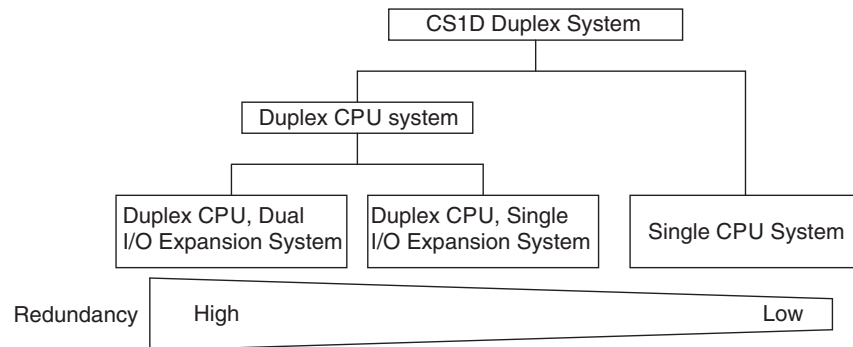 CS1D Duplex System
Duplex CPU system
Duplex CPU, Dual
I/O Expansion System
Duplex CPU, Single
I/O Expansion System
Single CPU System
Redundancy
High
Low